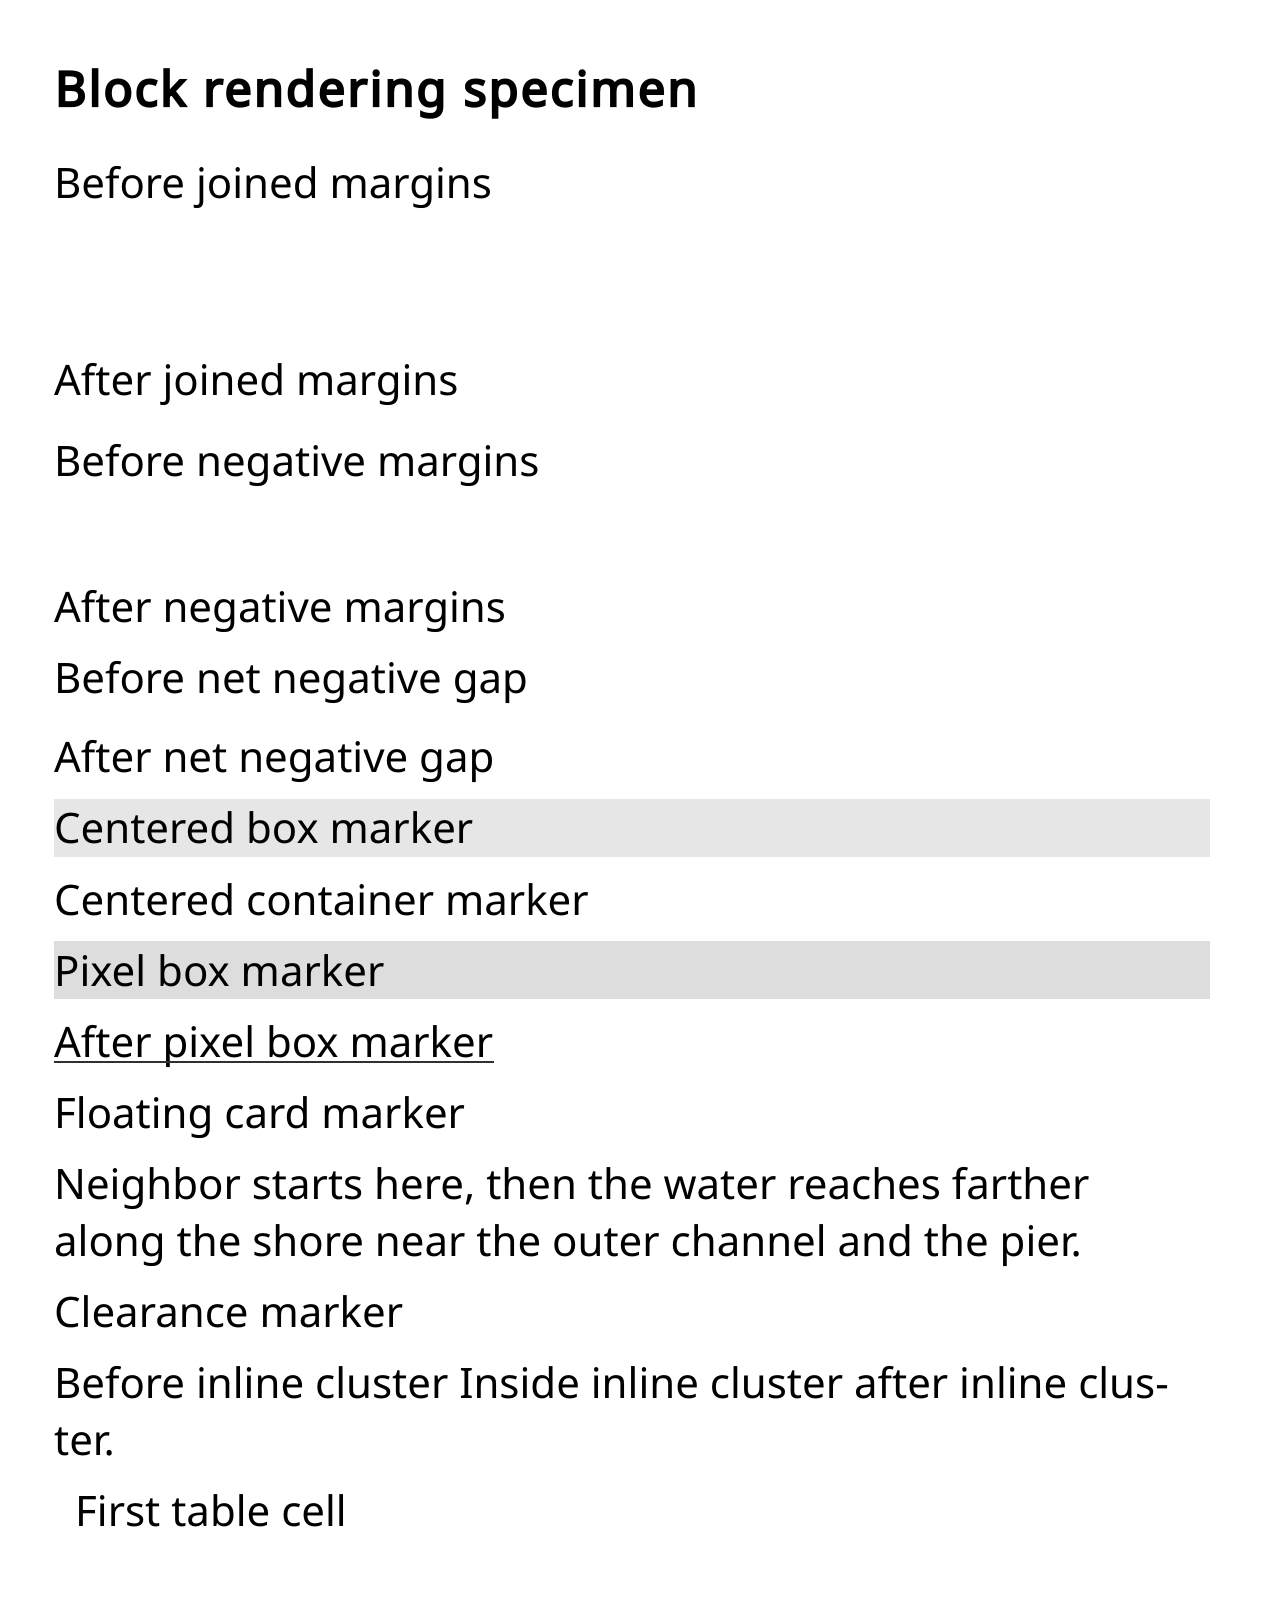 Block rendering specimen
Before joined margins
After joined margins
Before negative margins
After negative margins
Before net negative gap
After net negative gap
Centered box marker
Centered container marker
Pixel box marker
After pixel box marker
Floating card marker
Neighbor starts here, then the water reaches farther
along the shore near the outer channel and the pier.
Clearance marker
Before inline cluster Inside inline cluster after inline clus-
ter.
First table cell